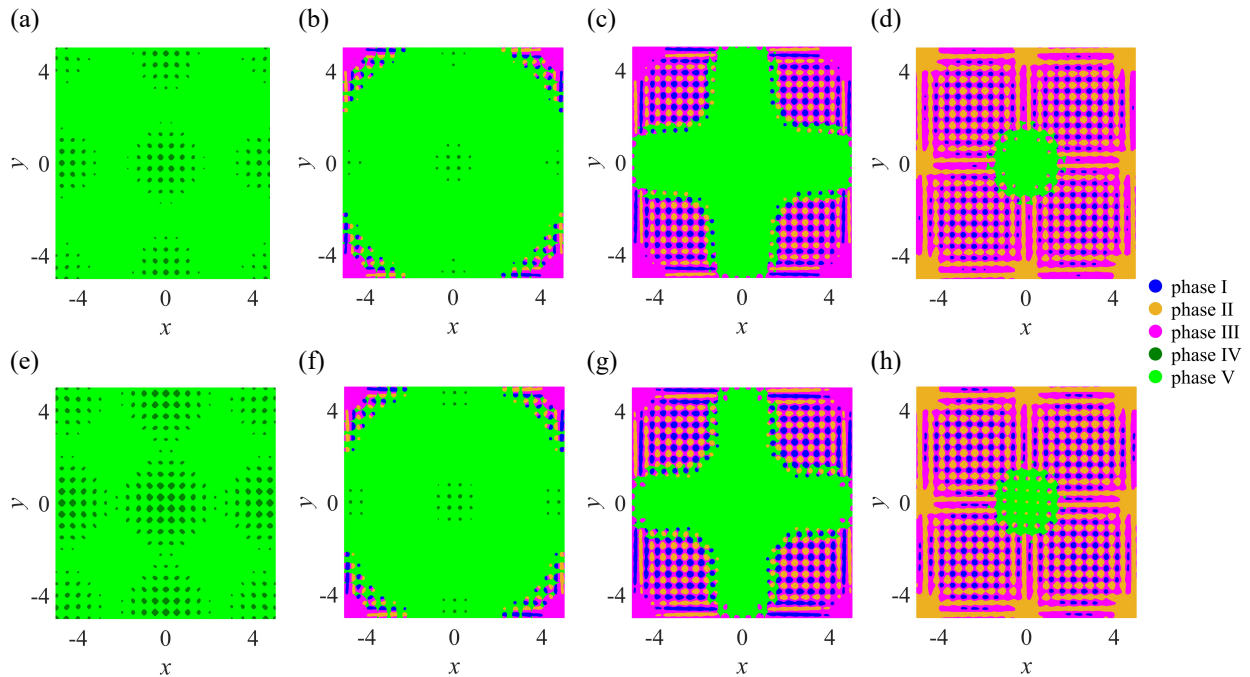 (a) (b) (c) (d)
4 4 4 4
y 0 y 0 y 0 y 0
-4 -4 -4 -4
-4 0 4 -4 0 4 -4 0 4 -4 0 4
x x x x
phase I
phase II
phase III
phase IV
phase V
(e) (f) (g) (h)
4 4 4 4
y 0 y 0 y 0 y 0
-4 -4 -4 -4
-4 0 4 -4 0 4 -4 0 4 -4 0 4
x x x x